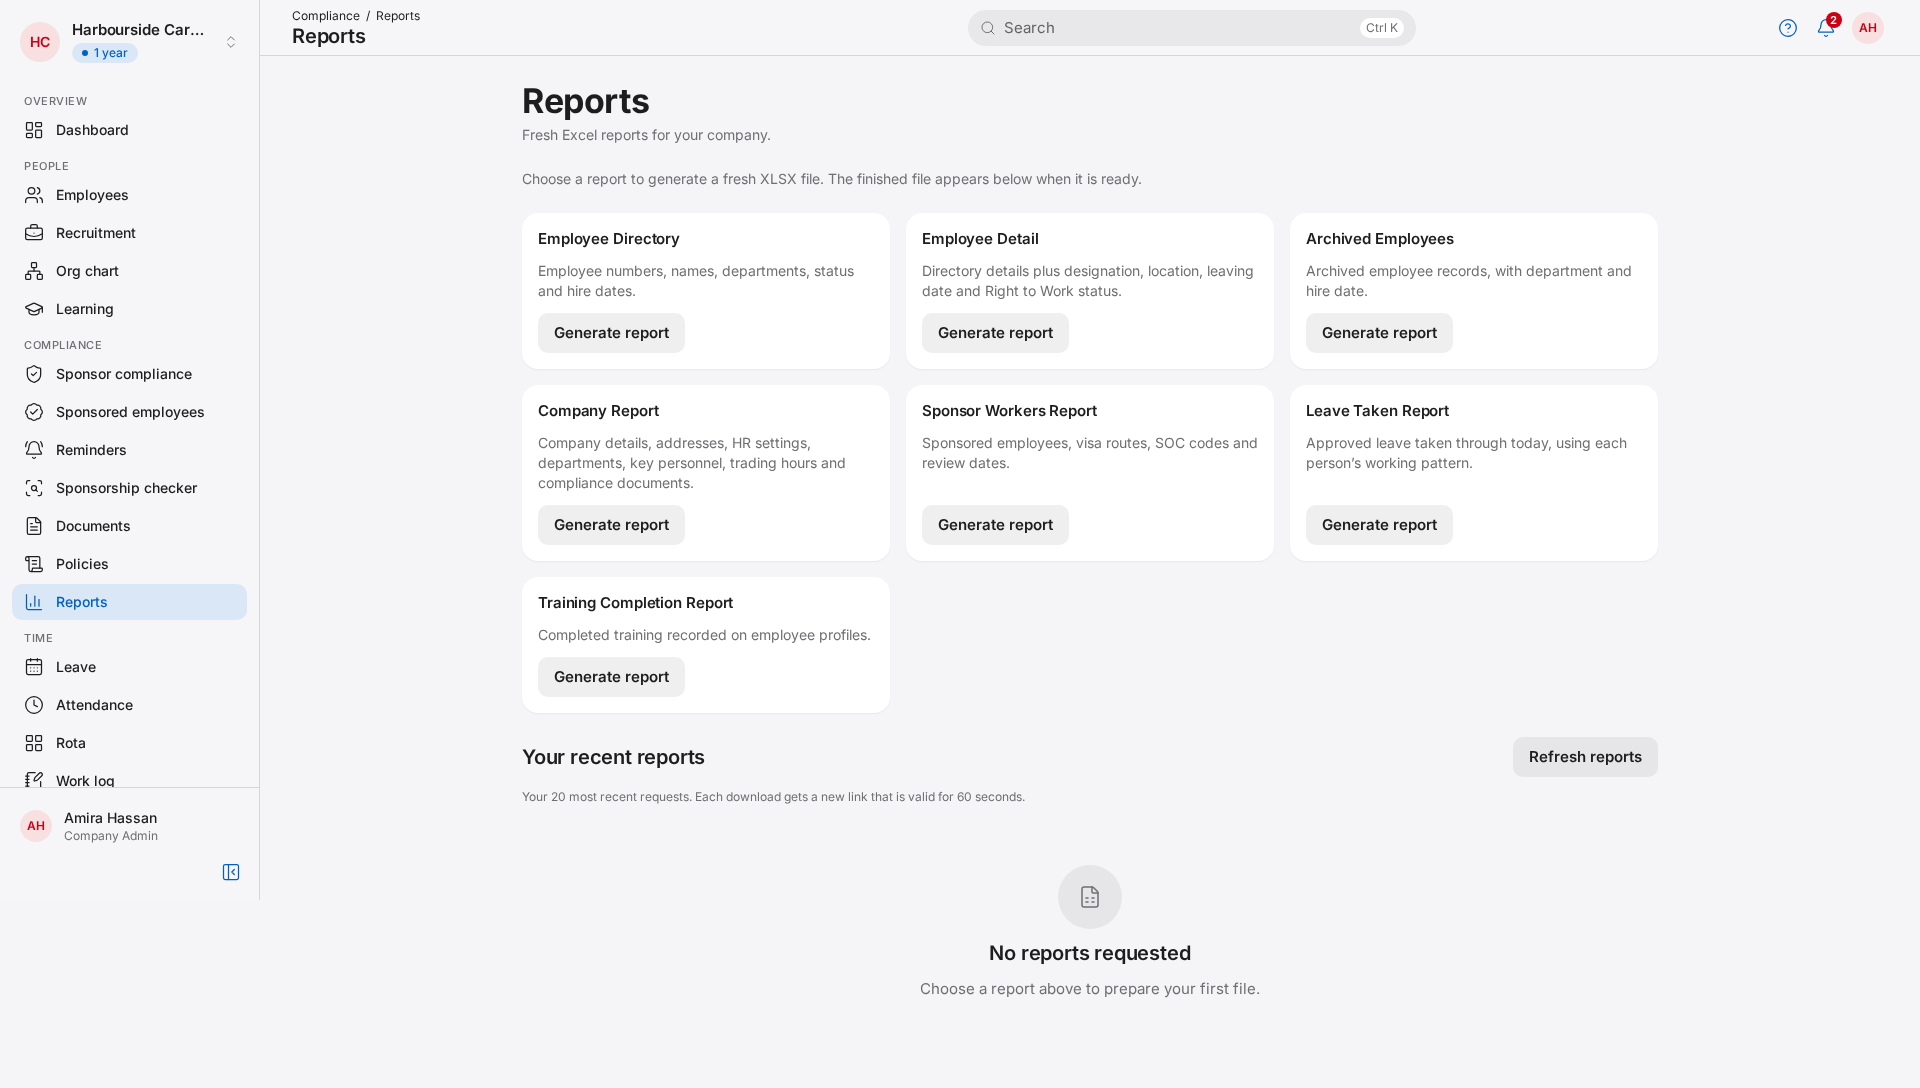 HC
Harbourside Car...
1 year
OVERVIEW
Dashboard
PEOPLE
Employees
Recruitment
Org chart
Learning
COMPLIANCE
Sponsor compliance
Sponsored employees
Reminders
Sponsorship checker
Documents
Policies
Reports
TIME
Leave
Attendance
Rota
Work log
AH
Amira Hassan
Company Admin
Compliance / Reports
Reports
Search
Ctrl K
2
AH
Reports
Fresh Excel reports for your company.
Choose a report to generate a fresh XLSX file. The finished file appears below when it is ready.
Employee Directory
Employee numbers, names, departments, status
and hire dates.
Generate report
Employee Detail
Directory details plus designation, location, leaving
date and Right to Work status.
Generate report
Archived Employees
Archived employee records, with department and
hire date.
Generate report
Company Report
Company details, addresses, HR settings,
departments, key personnel, trading hours and
compliance documents.
Generate report
Sponsor Workers Report
Sponsored employees, visa routes, SOC codes and
review dates.
Generate report
Leave Taken Report
Approved leave taken through today, using each
person’s working pattern.
Generate report
Training Completion Report
Completed training recorded on employee profiles.
Generate report
Your recent reports
Refresh reports
Your 20 most recent requests. Each download gets a new link that is valid for 60 seconds.
No reports requested
Choose a report above to prepare your first file.